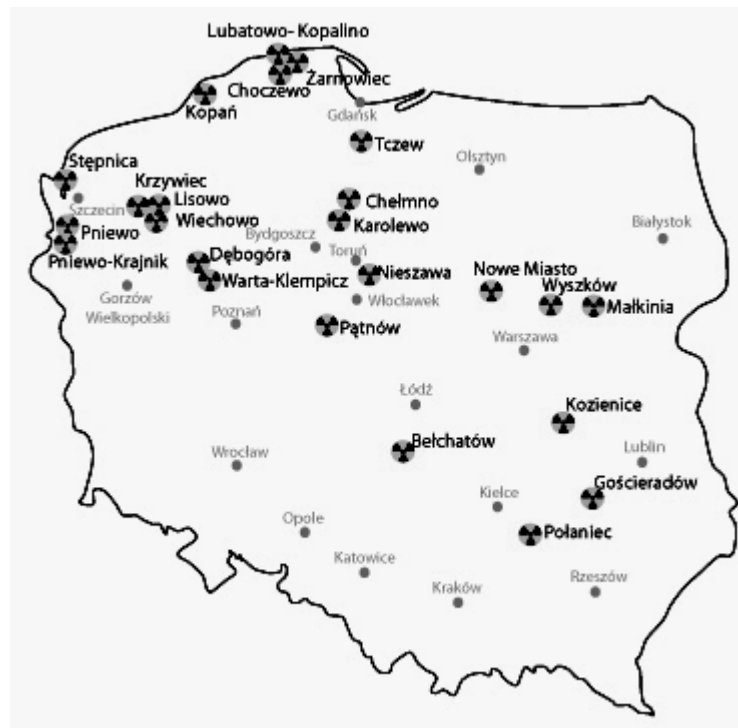 Lubatowo- Kopalino
Choczewo
Żarnowiec
Kopań
Gdańsk
Tczew
Olsztyn
Stępnica
Szczecin
Krzywiec
Lisowo
Wiechowo
Chelmno
Karolewo
Pniewo
Pniewo-Krajnik
Bydgoszcz
Toruń
Białystok
Dębogóra
Warta-Klempicz
Nieszawa
Nowe Miasto
Wyszków
Małkinia
Gorzów
Wielkopolski
Włocławek
Poznań
Pątnów
Warszawa
Łódź
Kozienice
Bełchatów
Wrocław
Lublin
Gościeradów
Kielce
Opole
Połaniec
Katowice
Kraków
Rzeszów